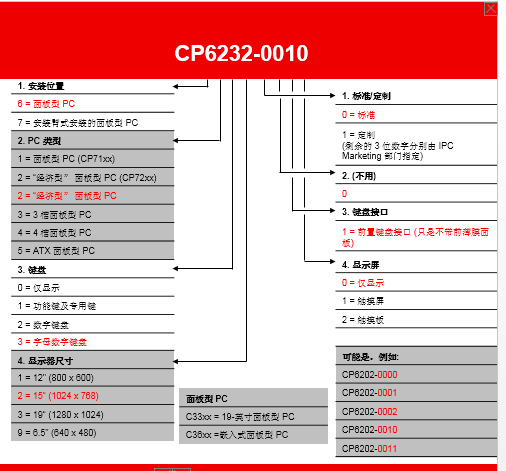 CP6232-0010
1. 安装位置
6 = 面板型 PC
7 = 安装臂式安装的面板型 PC
2. PC 类型
1 = 面板型 PC (CP71xx)
2 = “经济型” 面板型 PC (CP72xx)
2 = “经济型” 面板型 PC
3 = 3 槽面板型 PC
4 = 4 槽面板型 PC
5 = ATX 面板型 PC
3. 键盘
0 = 仅显示
1 = 功能键及专用键
2 = 数字键盘
3 = 字母数字键盘
4. 显示器尺寸
1 = 12" (800 x 600)
2 = 15" (1024 x 768)
3 = 19" (1280 x 1024)
9 = 6.5" (640 x 480)
面板型 PC
C33xx = 19-英寸面板型 PC
C36xx =嵌入式面板型 PC
1. 标准/定制
0 = 标准
1 = 定制
(剩余的 3 位数字分别由 IPC
Marketing 部门指定)
2. (不用)
0
3. 键盘接口
1 = 前置键盘接口 (只是不带前薄膜面
板)
4. 显示屏
0 = 仅显示
1 = 触摸屏
2 = 触摸板
可能是，例如:
CP6202-0000
CP6202-0001
CP6202-0002
CP6202-0010
CP6202-0011